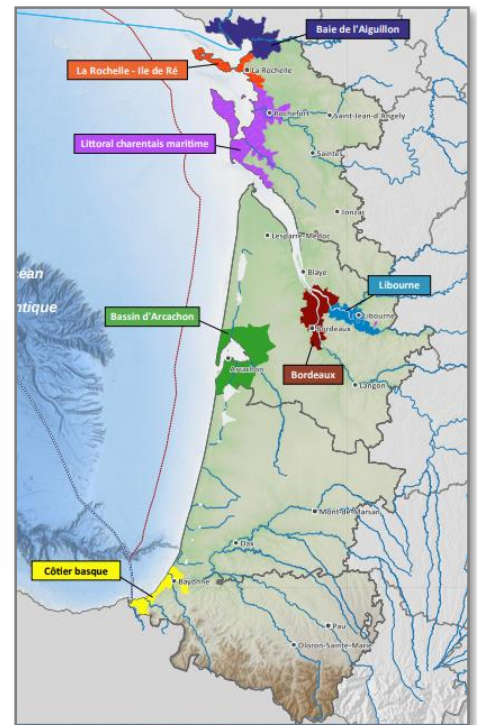 Baie de l'Aiguillon
La Rochelle - Ile de Ré
La Rochelle
Rochefort
Saint-Jean-d'Angely
Littoral charentais maritime
Saintes
Jonzac
Lesparre-Médoc
Blaye
éan
Libourne
ntique
Libourne
Bassin d'Arcachon
Bordeaux
Arcachon
Bordeaux
Langon
Mont-de-Marsan
Dax
Côtier basque
Bayonne
Pau
Oloron-Sainte-Marie